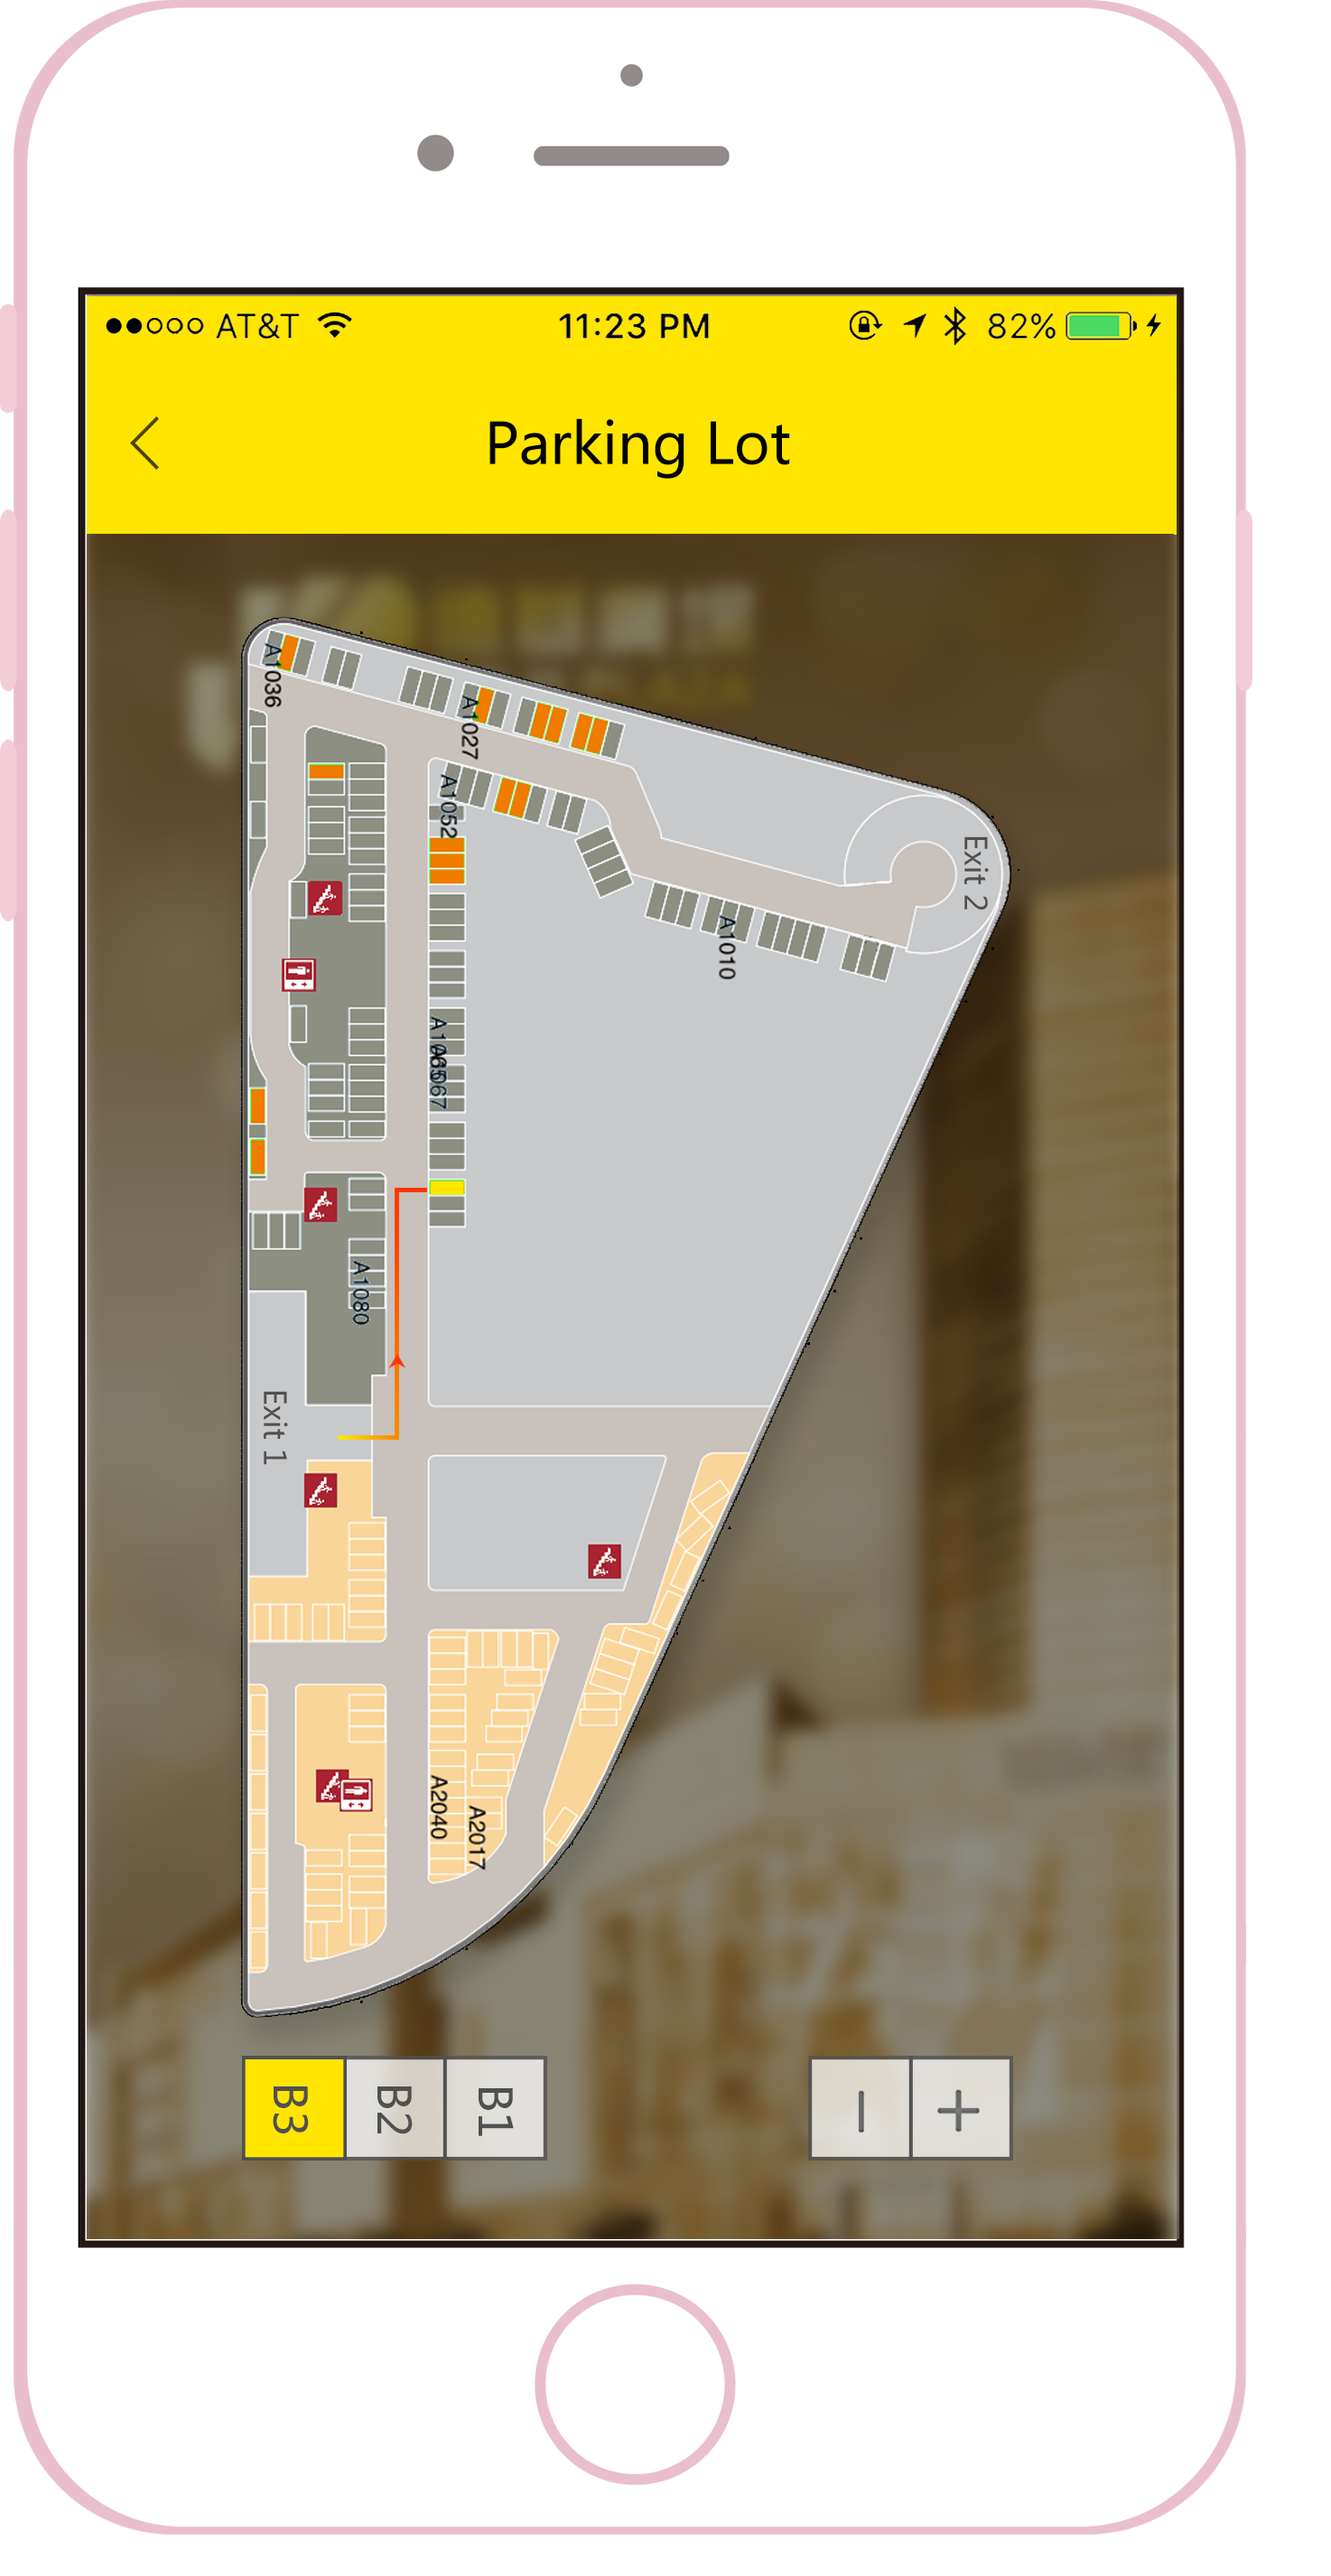 AT&T 11:23 PM 82%
Parking Lot
A1036
A1027
A1052
Exit 2
A1010
A1067
A1080
Exit 1
A2040
A2017
B3 B2 B1 − +